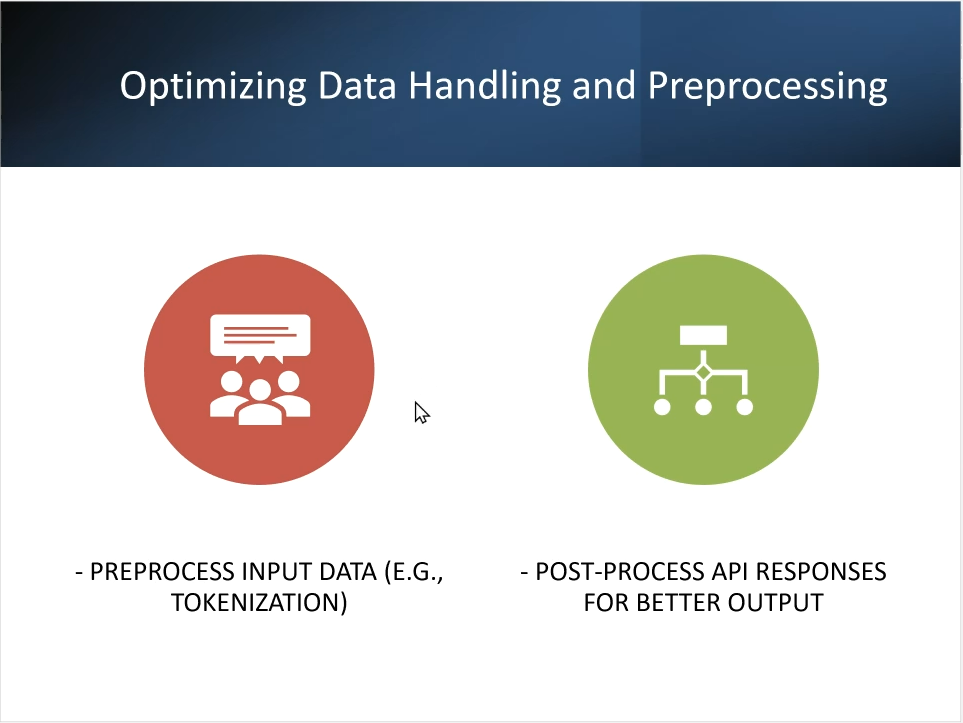 Optimizing Data Handling and Preprocessing
- PREPROCESS INPUT DATA (E.G.,
TOKENIZATION)
- POST-PROCESS API RESPONSES
FOR BETTER OUTPUT